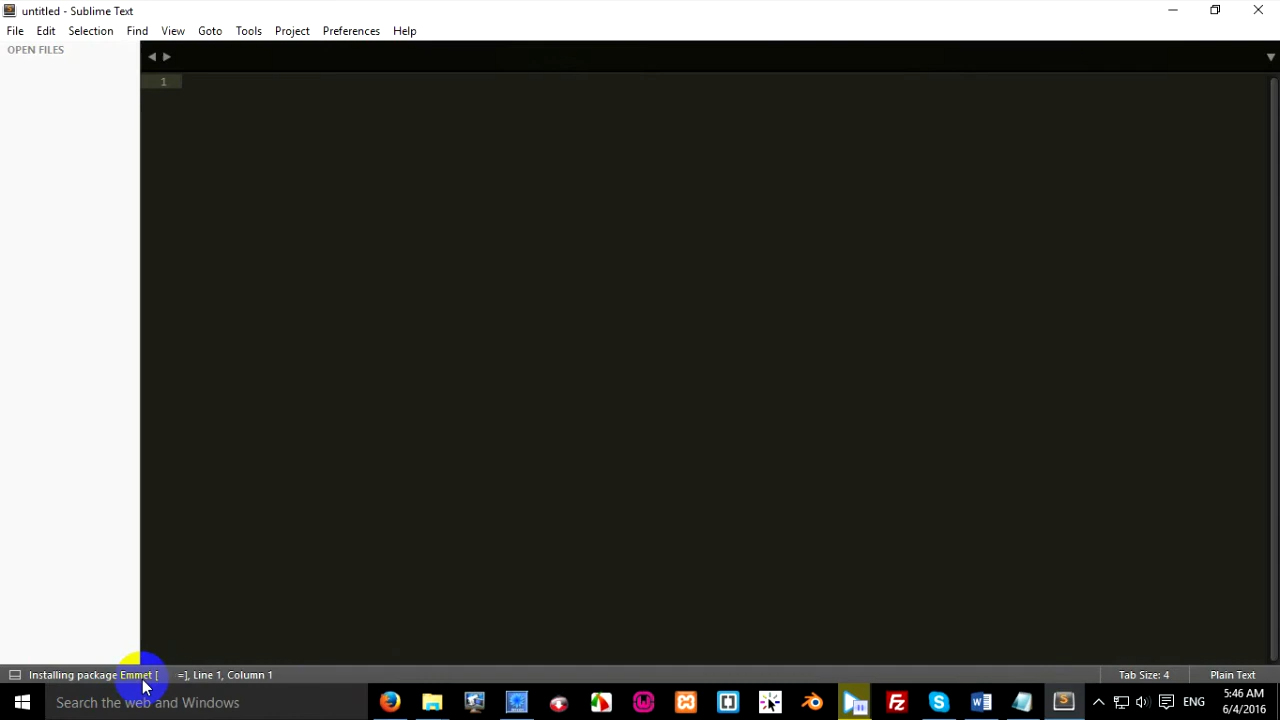 untitled - Sublime Text
File Edit Selection Find View Goto Tools Project Preferences Help
OPEN FILES
1
Installing package Emmet [ =], Line 1, Column 1
Tab Size: 4
Plain Text
Search the web and Windows
ENG
5:46 AM
6/4/2016